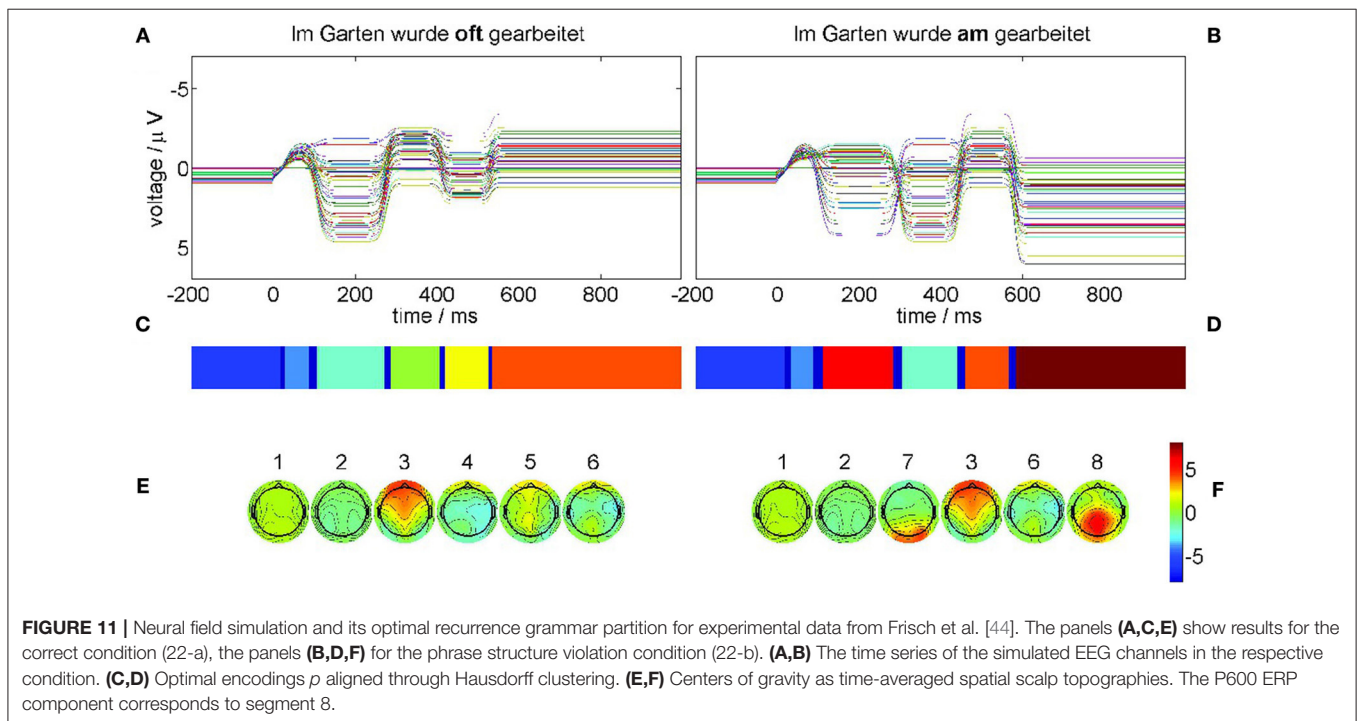 A
Im Garten wurde oft gearbeitet
Im Garten wurde am gearbeitet
B
voltage / μ V
-5
0
5
-200 0 200 400 600 800 -200 0 200 400 600 800
time / ms
time / ms
C
D
E
1 2 3 4 5 6
1 2 7 3 6 8
F
5
0
-5
FIGURE 11 | Neural field simulation and its optimal recurrence grammar partition for experimental data from Frisch et al. [44]. The panels (A,C,E) show results for the
correct condition (22-a), the panels (B,D,F) for the phrase structure violation condition (22-b). (A,B) The time series of the simulated EEG channels in the respective
condition. (C,D) Optimal encodings p aligned through Hausdorff clustering. (E,F) Centers of gravity as time-averaged spatial scalp topographies. The P600 ERP
component corresponds to segment 8.